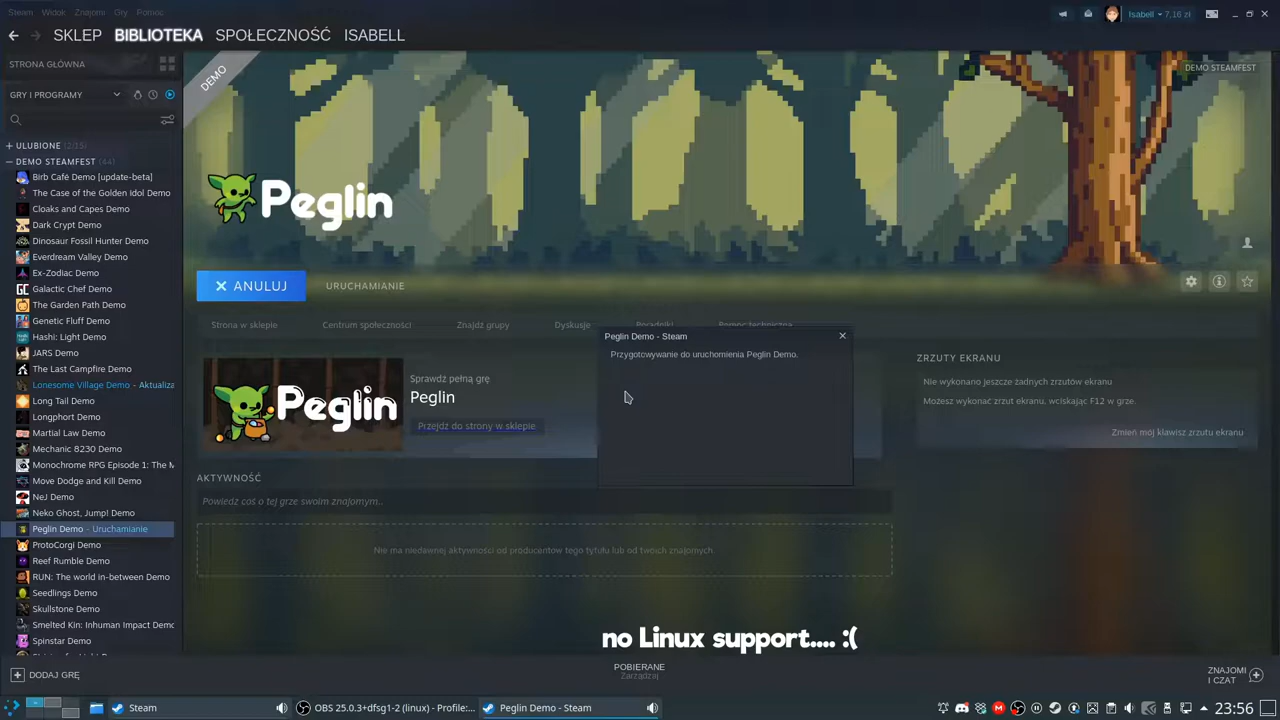 Steam Widok Znajomi Gry Pomoc
Isabell 7,16 zł
SKLEP BIBLIOTEKA SPOŁECZNOŚĆ ISABELL
STRONA GŁÓWNA
GRY I PROGRAMY
+ ULUBIONE (2/15)
— DEMO STEAMFEST (44)
Birb Café Demo [update-beta]
The Case of the Golden Idol Demo
Cloaks and Capes Demo
Dark Crypt Demo
Dinosaur Fossil Hunter Demo
Everdream Valley Demo
Ex-Zodiac Demo
Galactic Chef Demo
The Garden Path Demo
Genetic Fluff Demo
Hashi: Light Demo
JARS Demo
The Last Campfire Demo
Lonesome Village Demo - Aktualiza
Long Tail Demo
Longphort Demo
Martial Law Demo
Mechanic 8230 Demo
Monochrome RPG Episode 1: The M
Move Dodge and Kill Demo
NeJ Demo
Neko Ghost, Jump! Demo
Peglin Demo - Uruchamianie
ProtoCorgi Demo
Reef Rumble Demo
RUN: The world in-between Demo
Seedlings Demo
Skullstone Demo
Smelted Kin: Inhuman Impact Demo
Spinstar Demo
DODAJ GRĘ
DEMO
DEMO STEAMFEST
Peglin
ANULUJ
URUCHAMIANIE
Strona w sklepie Centrum społeczności Znajdź grupy Dyskusje Poradniki Pomoc techniczna
Peglin
Sprawdź pełną grę
Peglin
Przejdź do strony w sklepie
Peglin Demo - Steam
Przygotowywanie do uruchomienia Peglin Demo.
ZRZUTY EKRANU
Nie wykonano jeszcze żadnych zrzutów ekranu
Możesz wykonać zrzut ekranu, wciskając F12 w grze.
Zmień mój klawisz zrzutu ekranu
AKTYWNOŚĆ
Powiedz coś o tej grze swoim znajomym..
Nie ma niedawnej aktywności od producentów tego tytułu lub od twoich znajomych.
no Linux support.... :(
POBIERANE
Zarządzaj
ZNAJOMI
I CZAT
Steam
OBS 25.0.3+dfsg1-2 (linux) - Profile:...
Peglin Demo - Steam
23:56